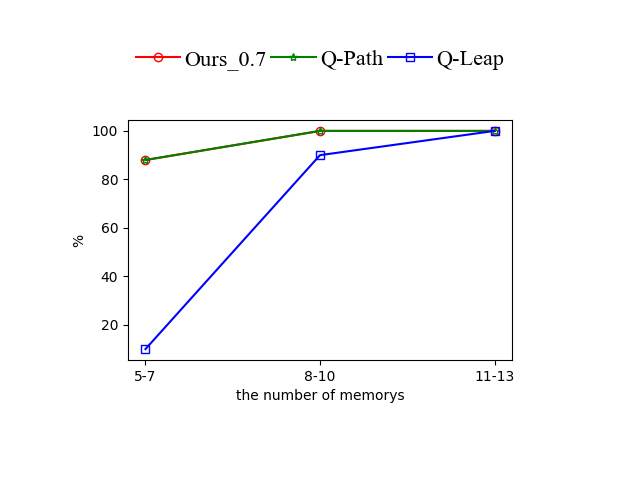 Ours_0.7 Q-Path Q-Leap
100
80
60
40
20
%
5-7 8-10 11-13
the number of memorys